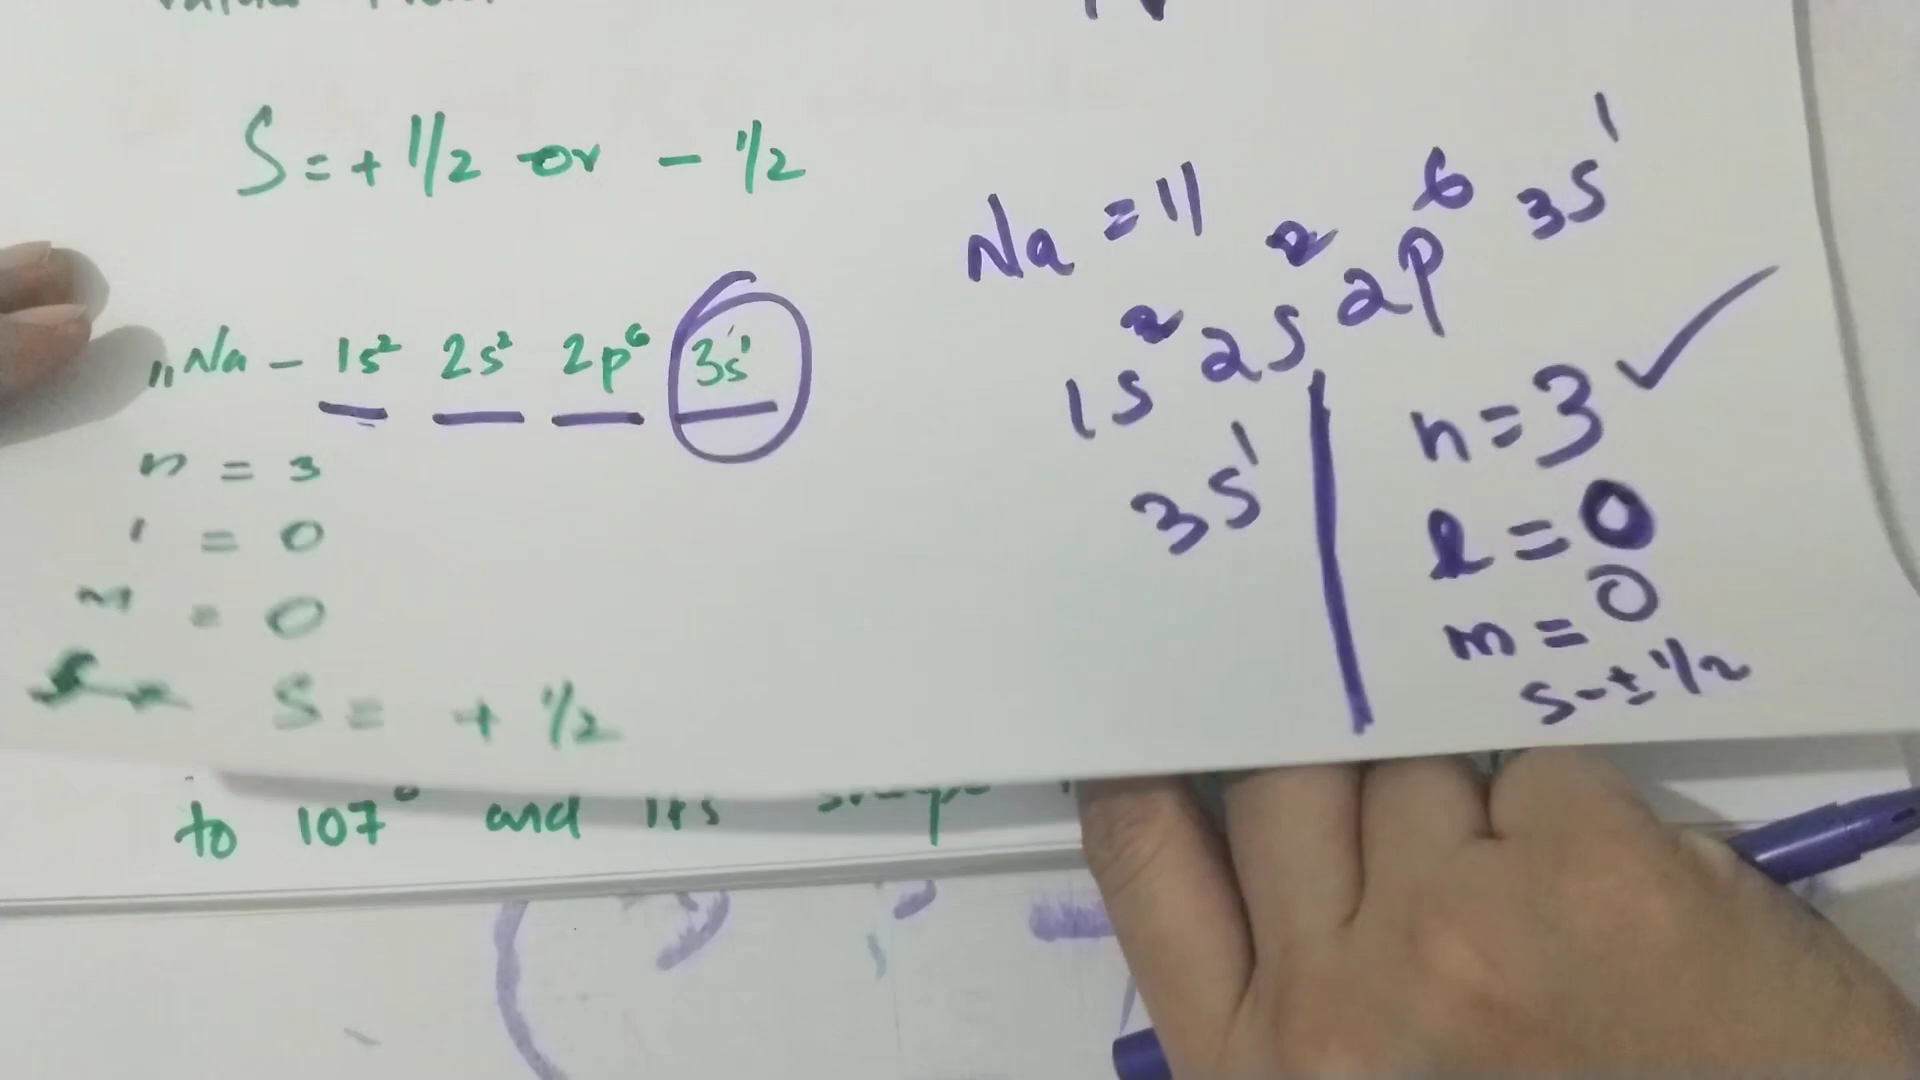 S = + 1/2 or - 1/2
₁₁Na - 1s² 2s² 2p⁶ 3s¹
n = 3
l = 0
m = 0
S = + 1/2
Na = 11
1s² 2s² 2p⁶ 3s¹
3s¹
n = 3 ✓
l = 0
m = 0
s - ± 1/2
to 107° and its